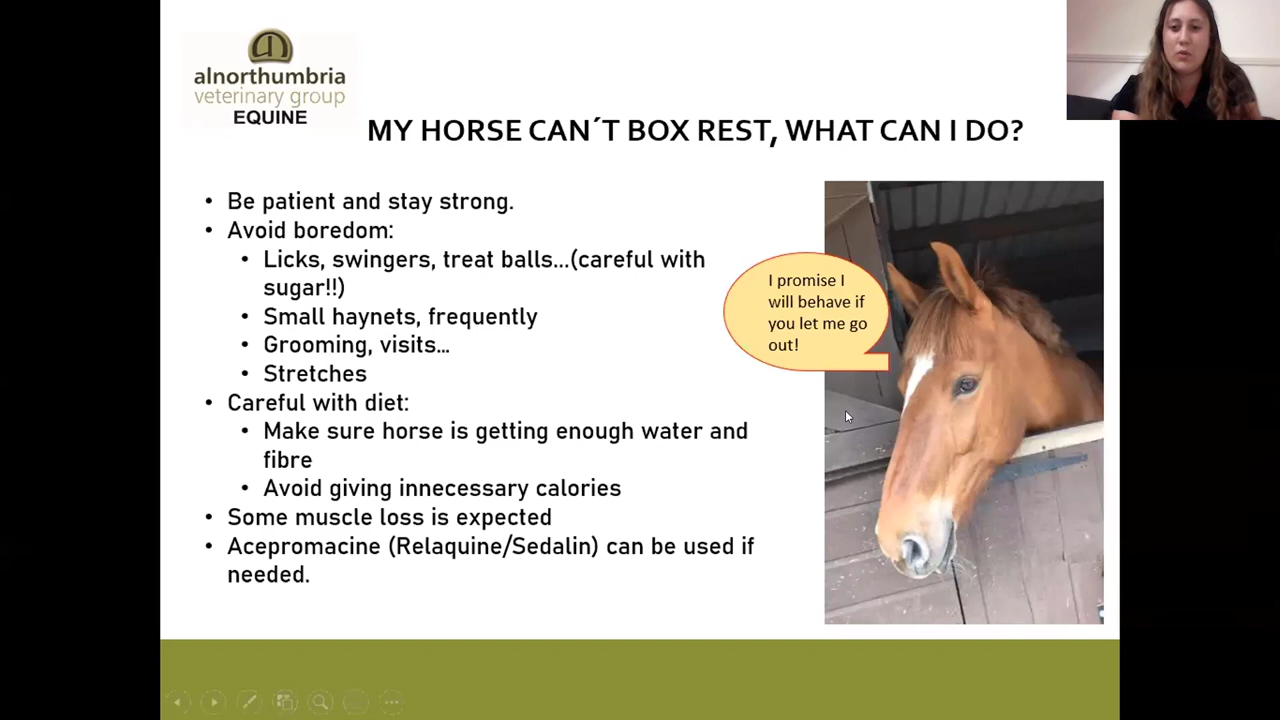 alnorthumbria
veterinary group
EQUINE
MY HORSE CAN´T BOX REST, WHAT CAN I DO?
• Be patient and stay strong.
• Avoid boredom:
• Licks, swingers, treat balls...(careful with
sugar!!)
• Small haynets, frequently
• Grooming, visits...
• Stretches
• Careful with diet:
• Make sure horse is getting enough water and
fibre
• Avoid giving innecessary calories
• Some muscle loss is expected
• Acepromacine (Relaquine/Sedalin) can be used if
needed.
I promise I
will behave if
you let me go
out!